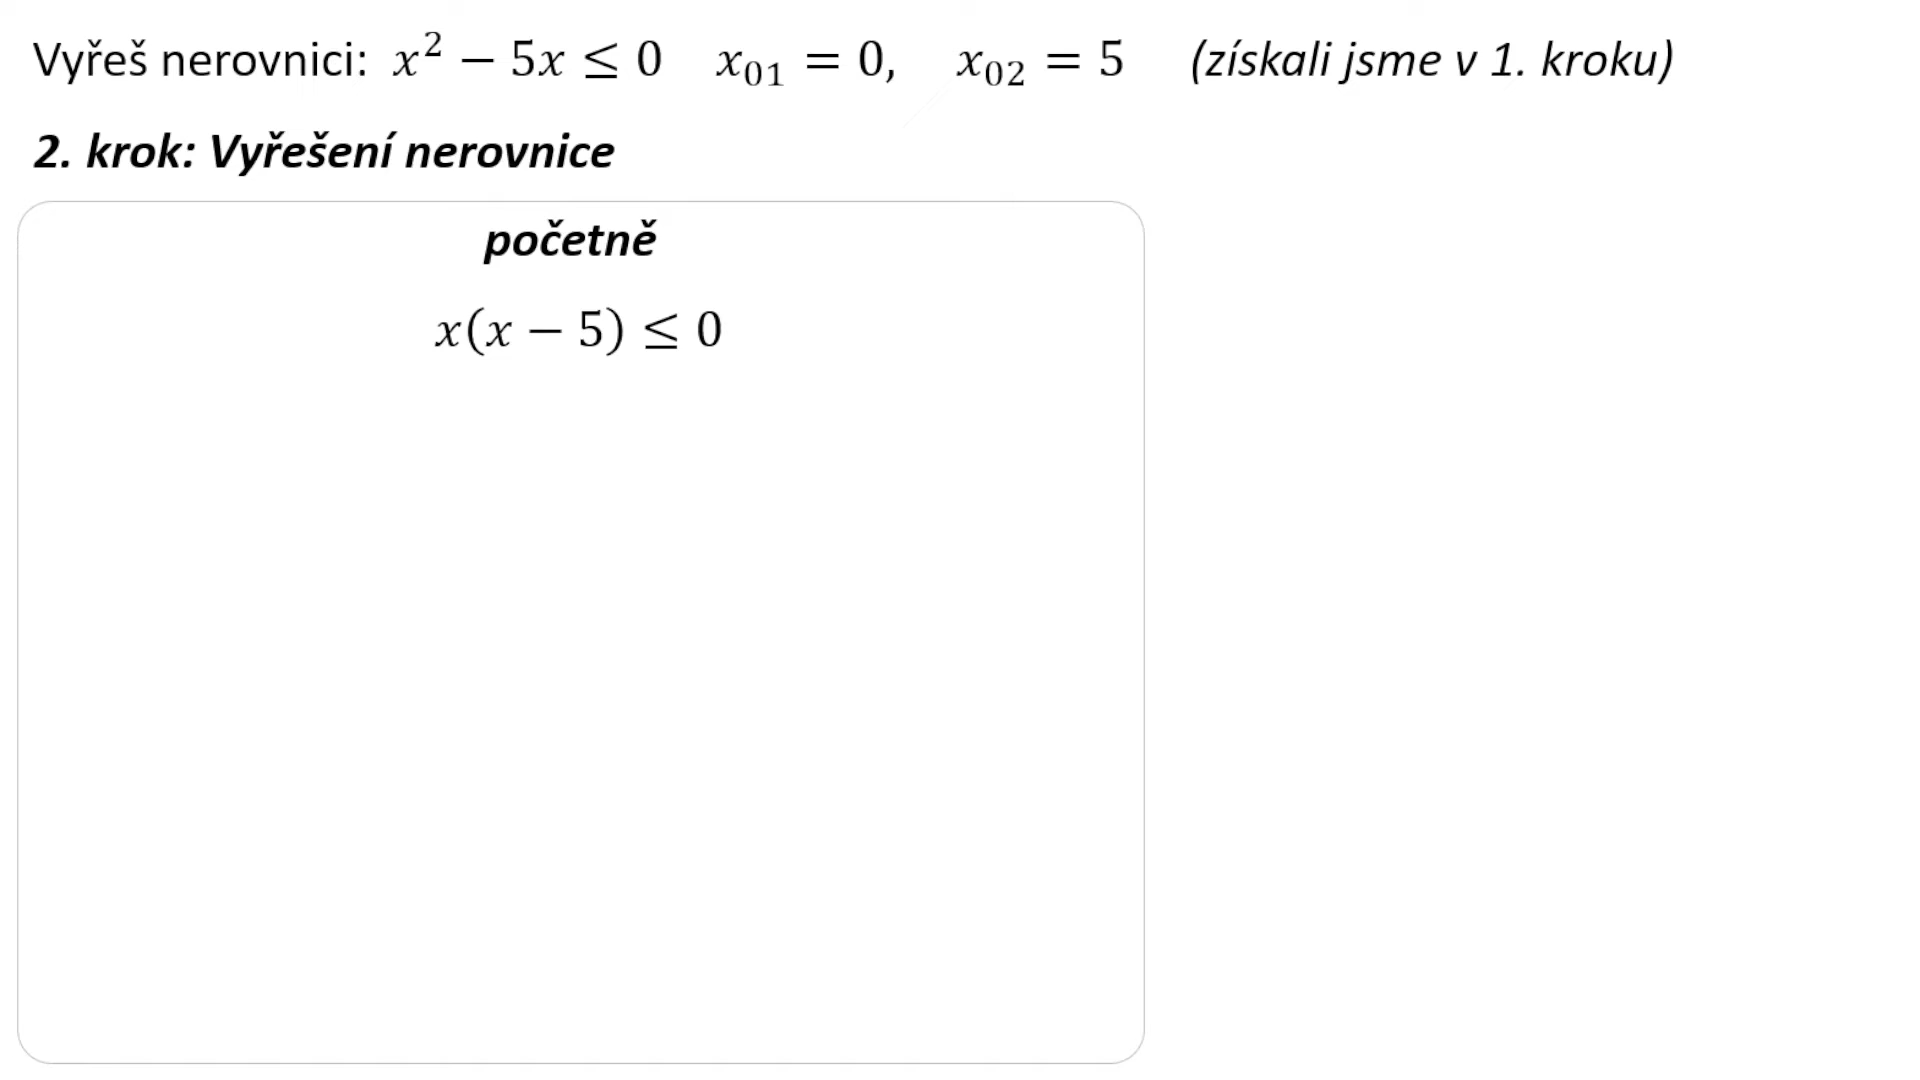 Vyřeš nerovnici: x² − 5x ≤ 0 x₀₁ = 0, x₀₂ = 5 (získali jsme v 1. kroku)
2. krok: Vyřešení nerovnice
početně
x(x − 5) ≤ 0